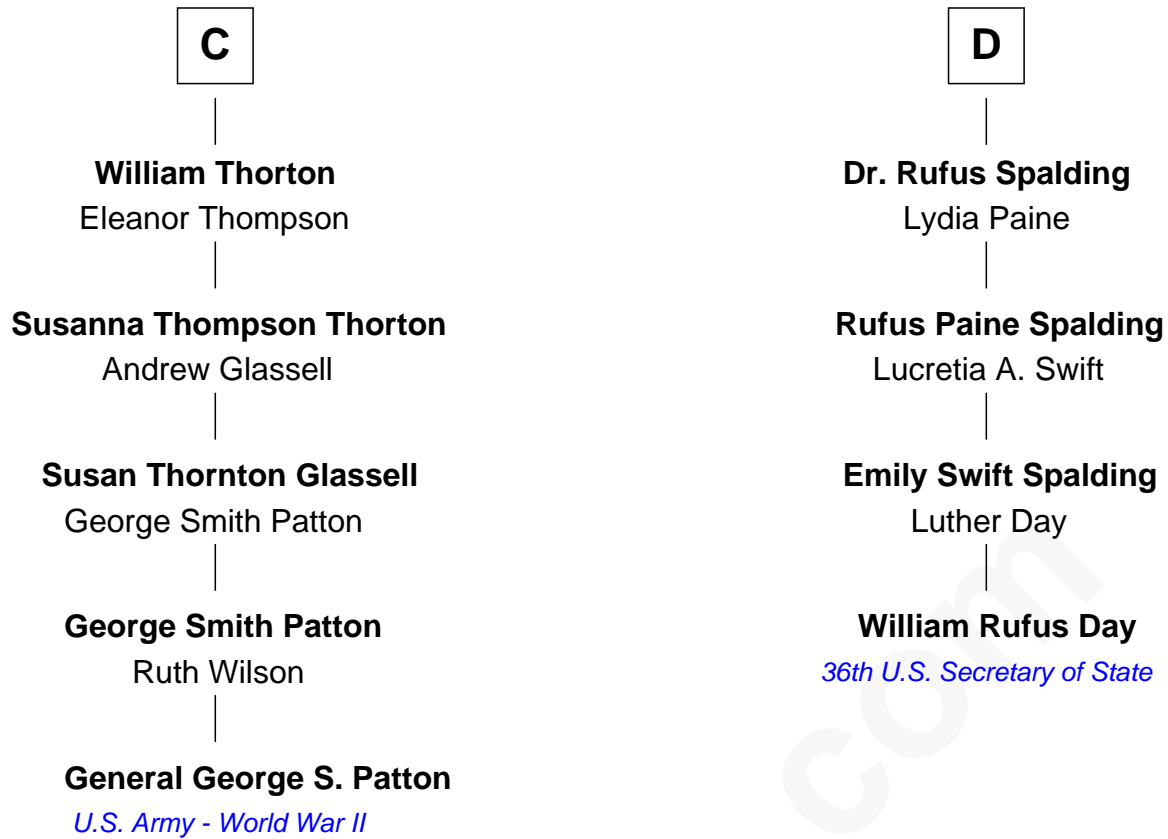 C
William Thorton
Eleanor Thompson
Susanna Thompson Thorton
Andrew Glassell
Susan Thornton Glassell
George Smith Patton
George Smith Patton
Ruth Wilson
General George S. Patton
U.S. Army - World War II
D
Dr. Rufus Spalding
Lydia Paine
Rufus Paine Spalding
Lucretia A. Swift
Emily Swift Spalding
Luther Day
William Rufus Day
36th U.S. Secretary of State
com